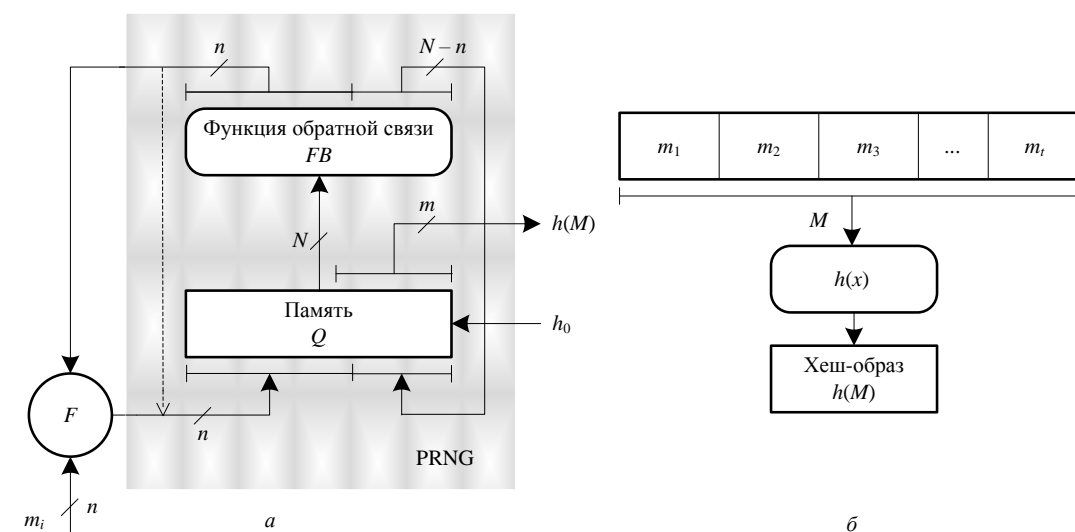 n
N – n
Функция обратной связи
FB
m
h(M)
N
Память
Q
h0
F
n
PRNG
mi
n
а
m1 m2 m3 ... mt
M
h(x)
Хеш-образ
h(M)
б